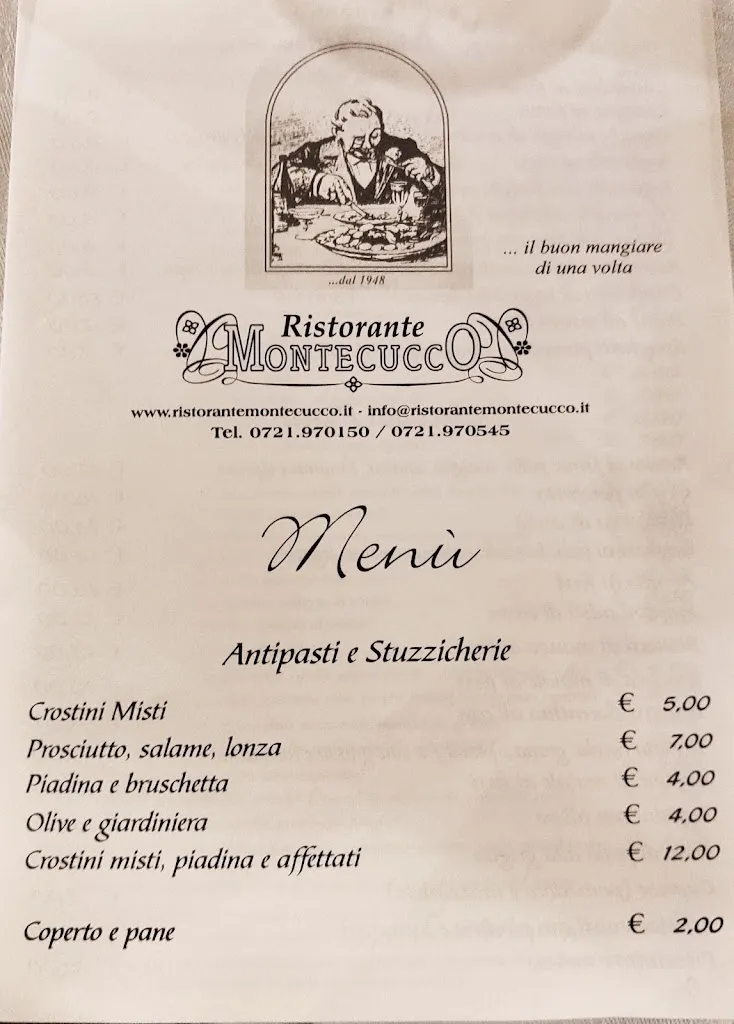 ...dal 1948
... il buon mangiare
di una volta
Ristorante
MONTECUCCO
www.ristorantemontecucco.it - info@ristorantemontecucco.it
Tel. 0721.970150 / 0721.970545
Menù
Antipasti e Stuzzicherie
Crostini Misti € 5,00
Prosciutto, salame, lonza € 7,00
Piadina e bruschetta € 4,00
Olive e giardiniera € 4,00
Crostini misti, piadina e affettati € 12,00
Coperto e pane € 2,00